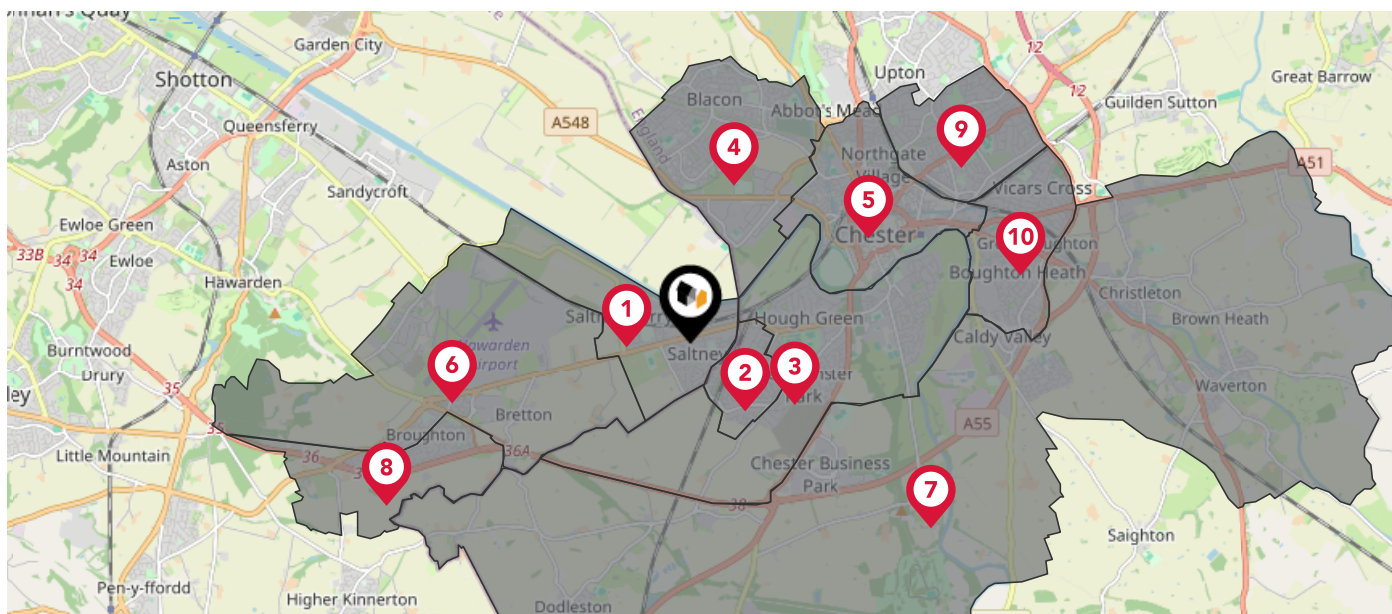 Garden City
Shotton
Queensferry
Aston
Sandycroft
Ewloe Green
33B
34
34
34
Ewloe
Hawarden
Burntwood
Drury
35
35
Little Mountain
36
Pen-y-ffordd
Higher Kinnerton
A548
England
Blacon
4
Abbot's Mead
Upton
12
12
Great Barrow
Guilden Sutton
9
A51
Northgate
Village
Vicars Cross
5
Chester
10
Boughton Heath
Christleton
Brown Heath
Caldy Valley
Waverton
1
Saltney
Hough Green
2
3
Park
6
Bretton
Broughton
36A
8
A55
Chester Business
Park
7
38
Saighton
Dodleston